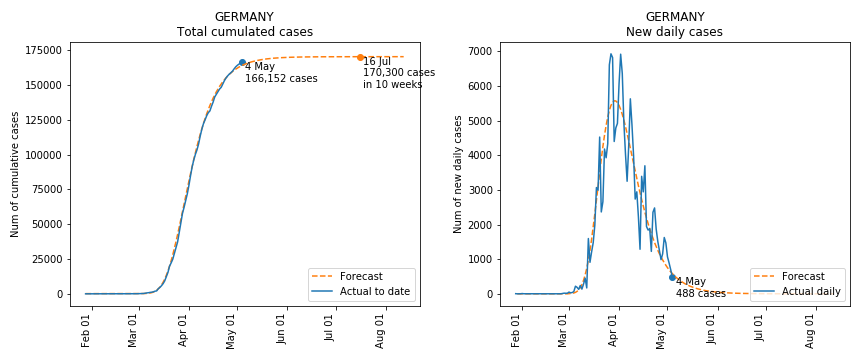 GERMANY
Total cumulated cases
175000
150000
125000
100000
75000
50000
25000
0
Num of cumulative cases
4 May
166,152 cases
16 Jul
170,300 cases
in 10 weeks
Forecast
Actual to date
Feb 01
Mar 01
Apr 01
May 01
Jun 01
Jul 01
Aug 01
GERMANY
New daily cases
7000
6000
5000
4000
3000
2000
1000
0
Num of new daily cases
4 May
488 cases
Forecast
Actual daily
Feb 01
Mar 01
Apr 01
May 01
Jun 01
Jul 01
Aug 01